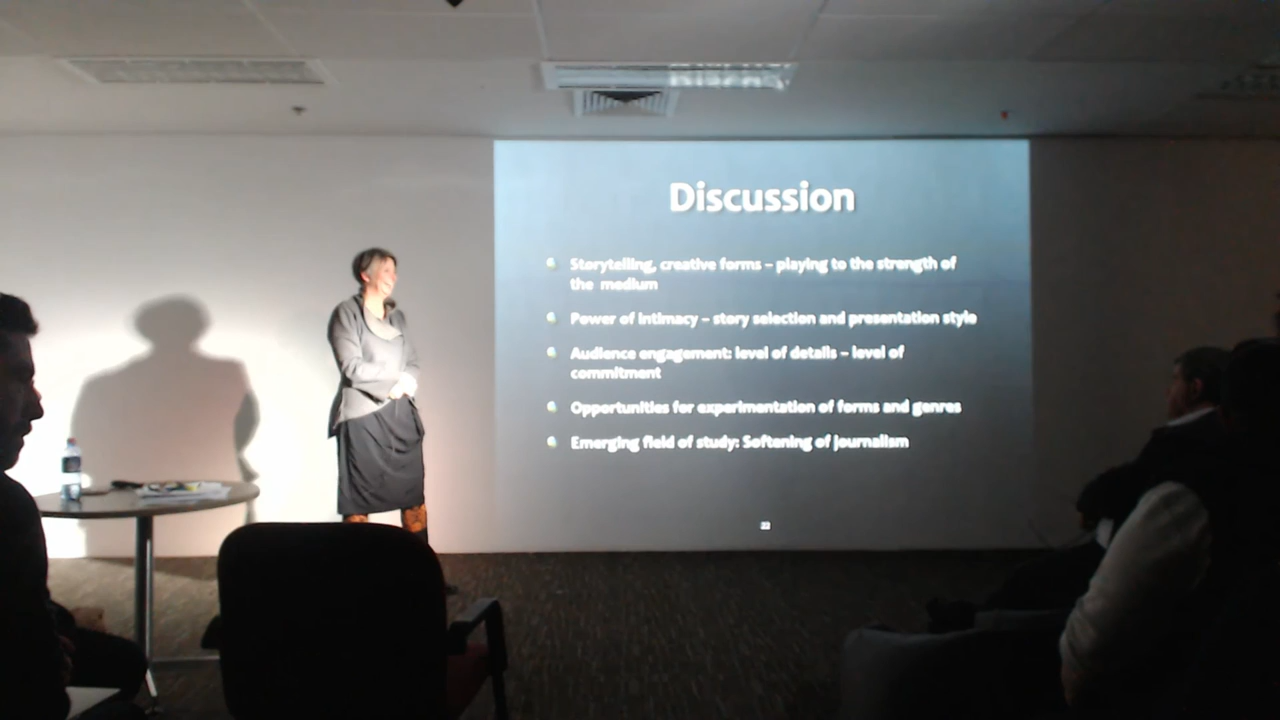 Discussion
Storytelling, creative forms – playing to the strength of
the medium
Power of intimacy – story selection and presentation style
Audience engagement: level of details – level of
commitment
Opportunities for experimentation of forms and genres
Emerging field of study: Softening of journalism